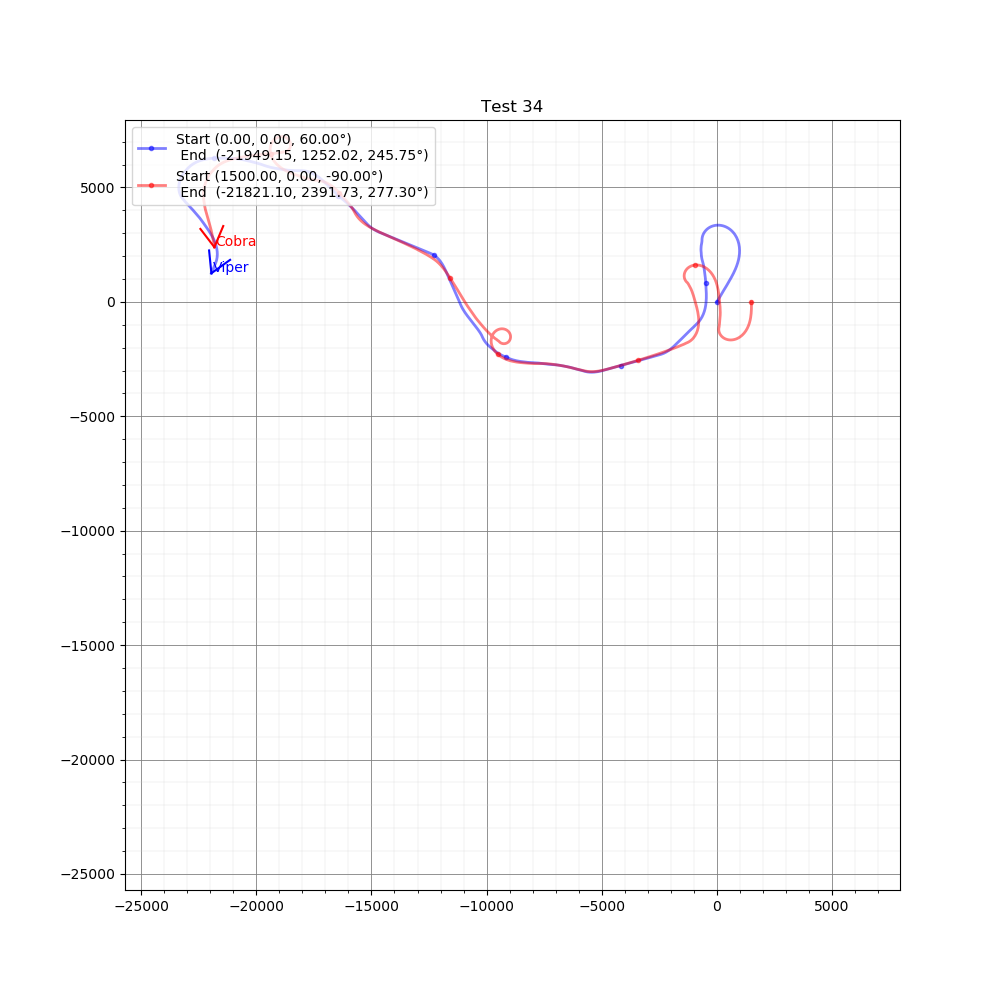 Test 34
Start (0.00, 0.00, 60.00°)
End (-21949.15, 1252.02, 245.75°)
Start (1500.00, 0.00, -90.00°)
End (-21821.10, 2391.73, 277.30°)
Cobra
Viper
5000
0
−5000
−10000
−15000
−20000
−25000
−25000 −20000 −15000 −10000 −5000 0 5000